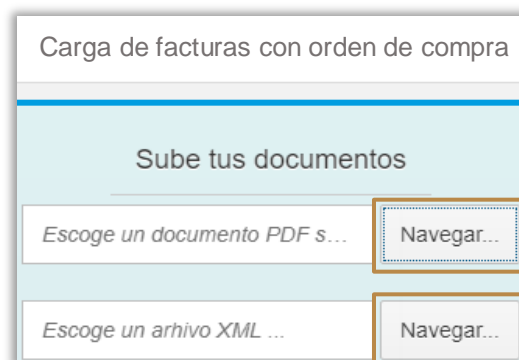 Carga de facturas con orden de compra
Sube tus documentos
Escoge un documento PDF s...
Navegar...
Escoge un arhivo XML ...
Navegar...